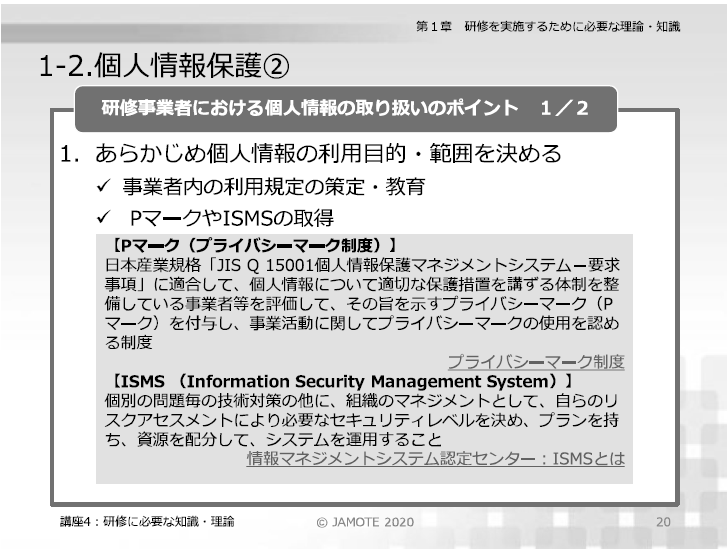 第１章　研修を実施するために必要な理論・知識
1-2.個人情報保護②
研修事業者における個人情報の取り扱いのポイント　１／２
1. あらかじめ個人情報の利用目的・範囲を決める
✓ 事業者内の利用規定の策定・教育
✓ PマークやISMSの取得
【Pマーク（プライバシーマーク制度）】
日本産業規格「JIS Q 15001個人情報保護マネジメントシステム－要求
事項」に適合して、個人情報について適切な保護措置を講ずる体制を整
備している事業者等を評価して、その旨を示すプライバシーマーク（P
マーク）を付与し、事業活動に関してプライバシーマークの使用を認め
る制度
プライバシーマーク制度
【ISMS （Information Security Management System）】
個別の問題毎の技術対策の他に、組織のマネジメントとして、自らのリ
スクアセスメントにより必要なセキュリティレベルを決め、プランを持
ち、資源を配分して、システムを運用すること
情報マネジメントシステム認定センター：ISMSとは
講座4：研修に必要な知識・理論
© JAMOTE 2020
20